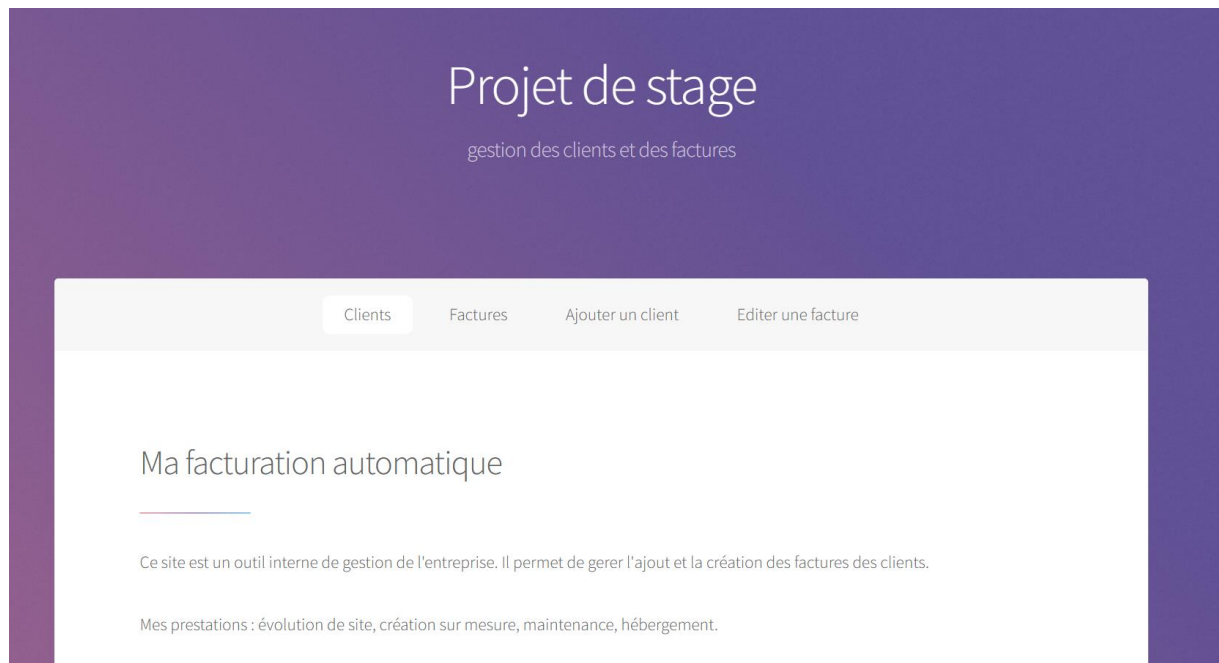 Projet de stage
gestion des clients et des factures
Clients Factures Ajouter un client Editer une facture
Ma facturation automatique
Ce site est un outil interne de gestion de l'entreprise. Il permet de gerer l'ajout et la création des factures des clients.
Mes prestations : évolution de site, création sur mesure, maintenance, hébergement.